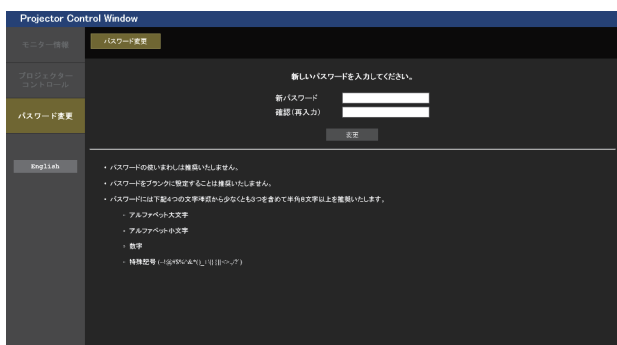 Projector Control Window
モニター情報
パスワード変更
プロジェクター
コントロール
パスワード変更
English
新しいパスワードを入力してください。
新パスワード
確認(再入力)
変更
・パスワードの使いまわしは推奨いたしません。
・パスワードをブランクに設定することは推奨いたしません。
・パスワードには下記4つの文字種類から少なくとも3つを含めて半角8文字以上を推奨いたします。
◦ アルファベット大文字
◦ アルファベット小文字
◦ 数字
◦ 特殊記号